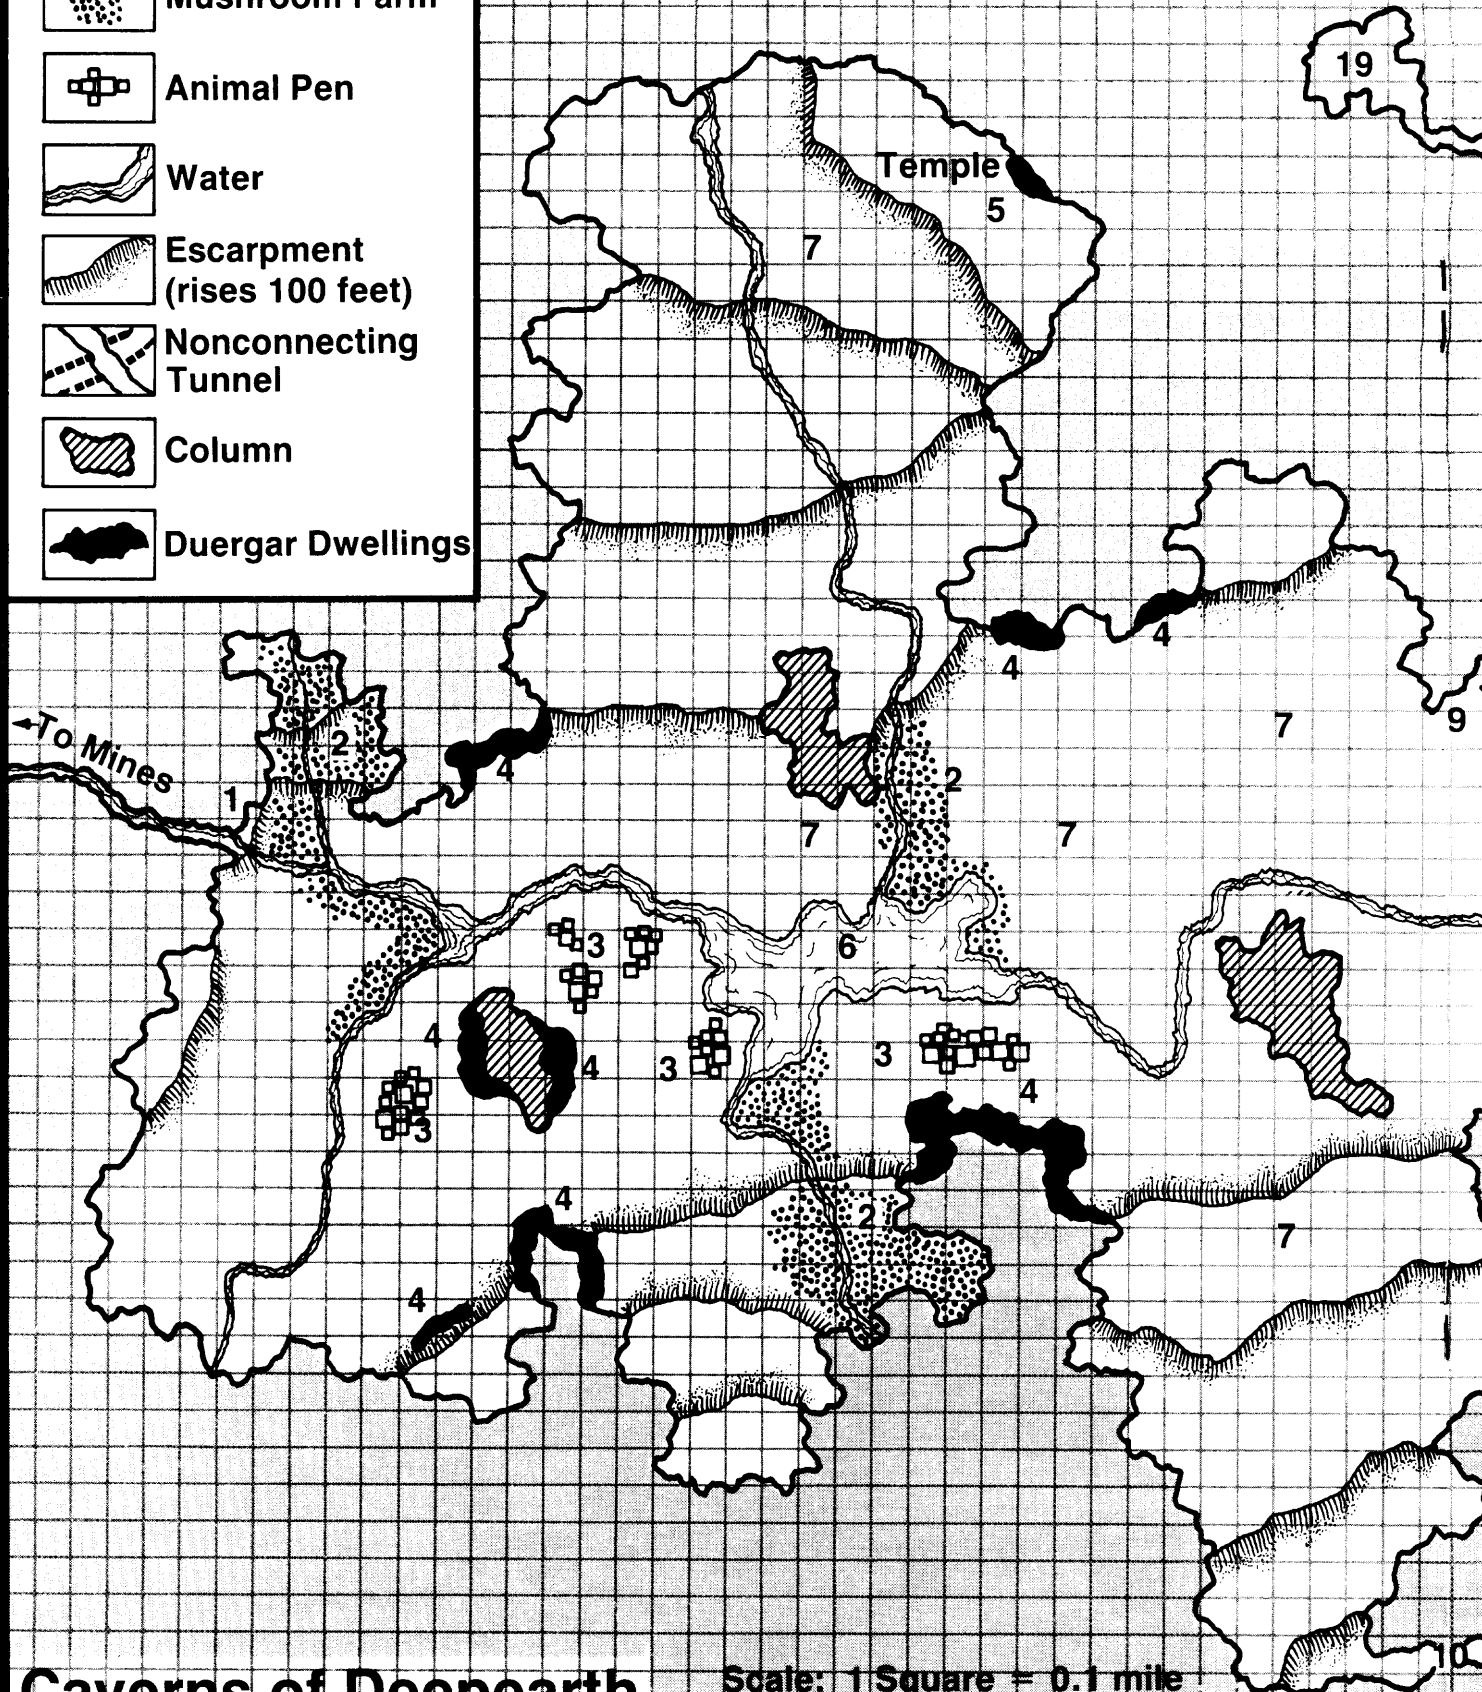 Mushroom Farm
Animal Pen
Water
Escarpment
(rises 100 feet)
Nonconnecting
Tunnel
Column
Duergar Dwellings
19
Temple
5
7
4
4
7
9
←To Mines
2
1
4
2
7
7
3
6
4
4
3
3
3
4
4
2
7
4
10
Caverns of Deepearth
Scale: 1 Square = 0.1 mile